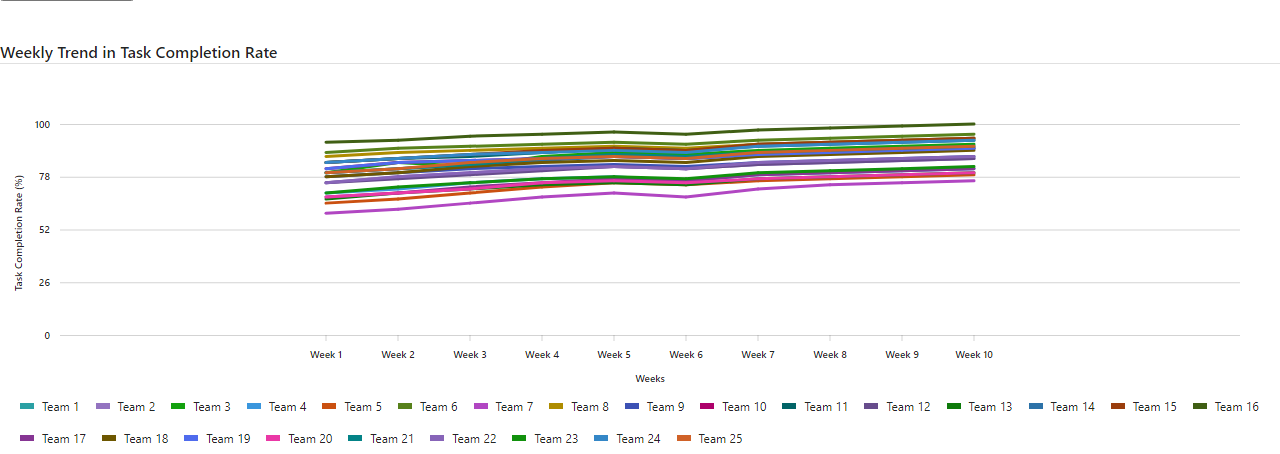 Weekly Trend in Task Completion Rate
100
78
52
26
0
Task Completion Rate (%)
Week 1 Week 2 Week 3 Week 4 Week 5 Week 6 Week 7 Week 8 Week 9 Week 10
Weeks
Team 1 Team 2 Team 3 Team 4 Team 5 Team 6 Team 7 Team 8 Team 9 Team 10 Team 11 Team 12 Team 13 Team 14 Team 15 Team 16
Team 17 Team 18 Team 19 Team 20 Team 21 Team 22 Team 23 Team 24 Team 25